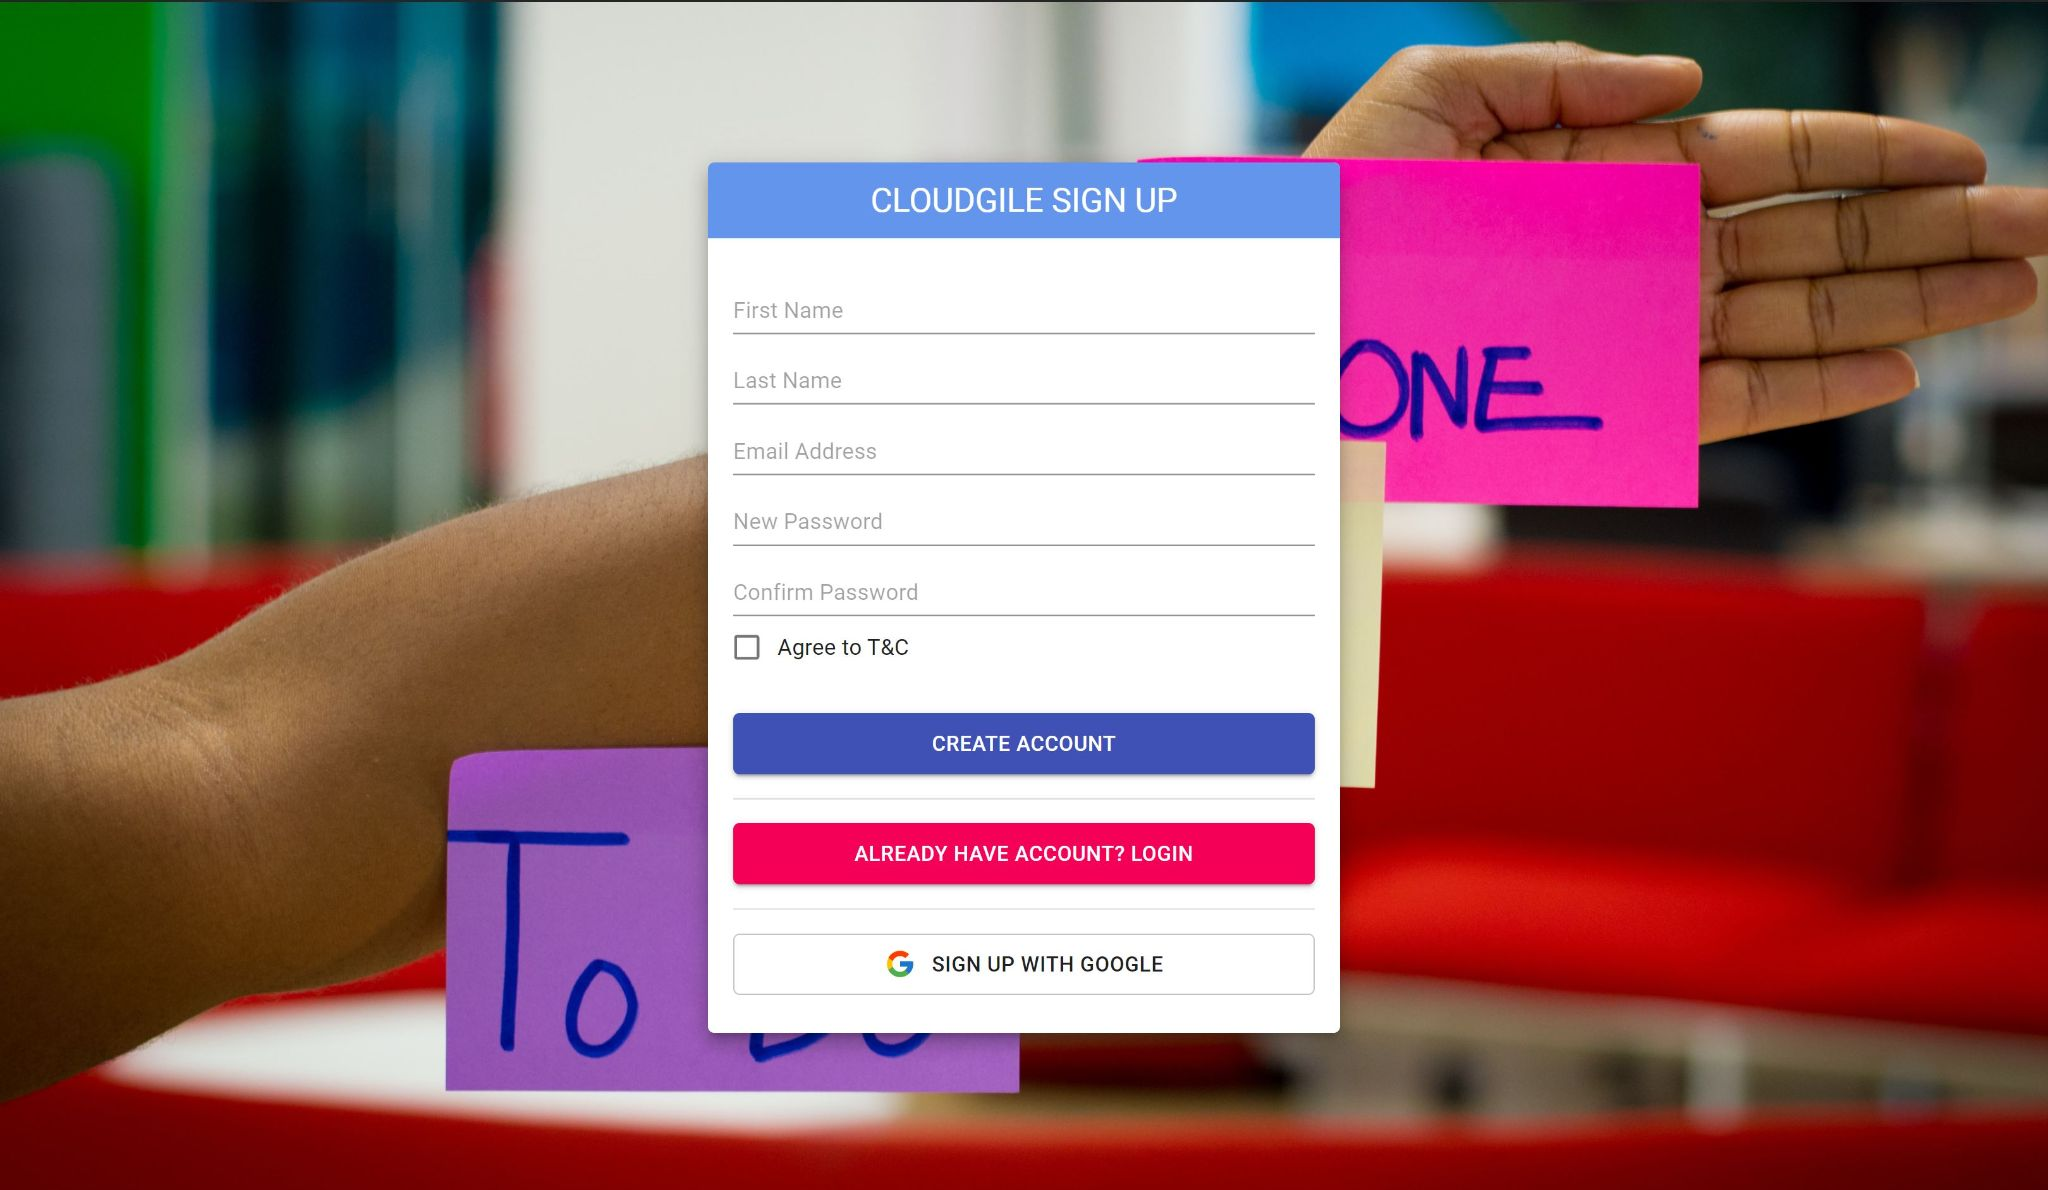 CLOUDGILE SIGN UP
First Name
ONE
Last Name
Email Address
New Password
Confirm Password
Agree to T&C
CREATE ACCOUNT
ALREADY HAVE ACCOUNT? LOGIN
SIGN UP WITH GOOGLE
To